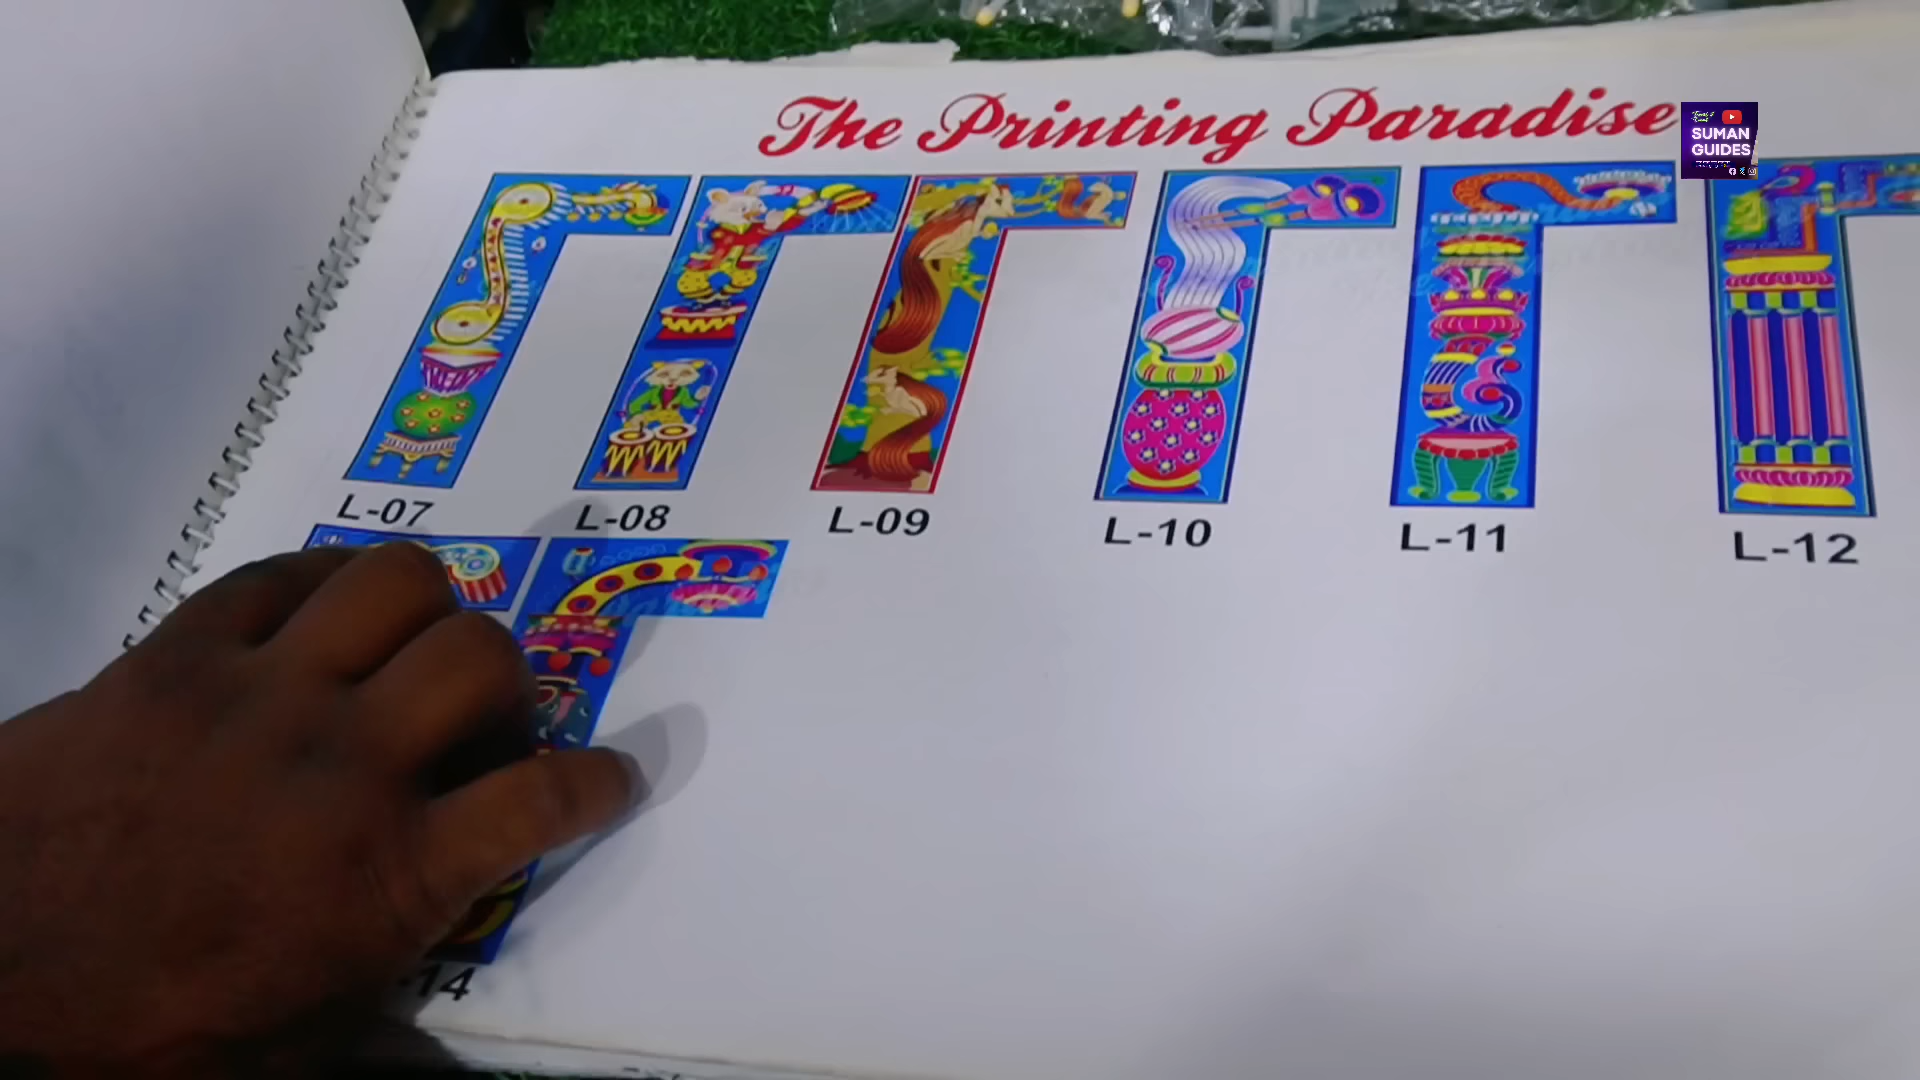 The Printing Paradise
SUMAN
GUIDES
L-07
L-08
L-09
L-10
L-11
L-12
-14